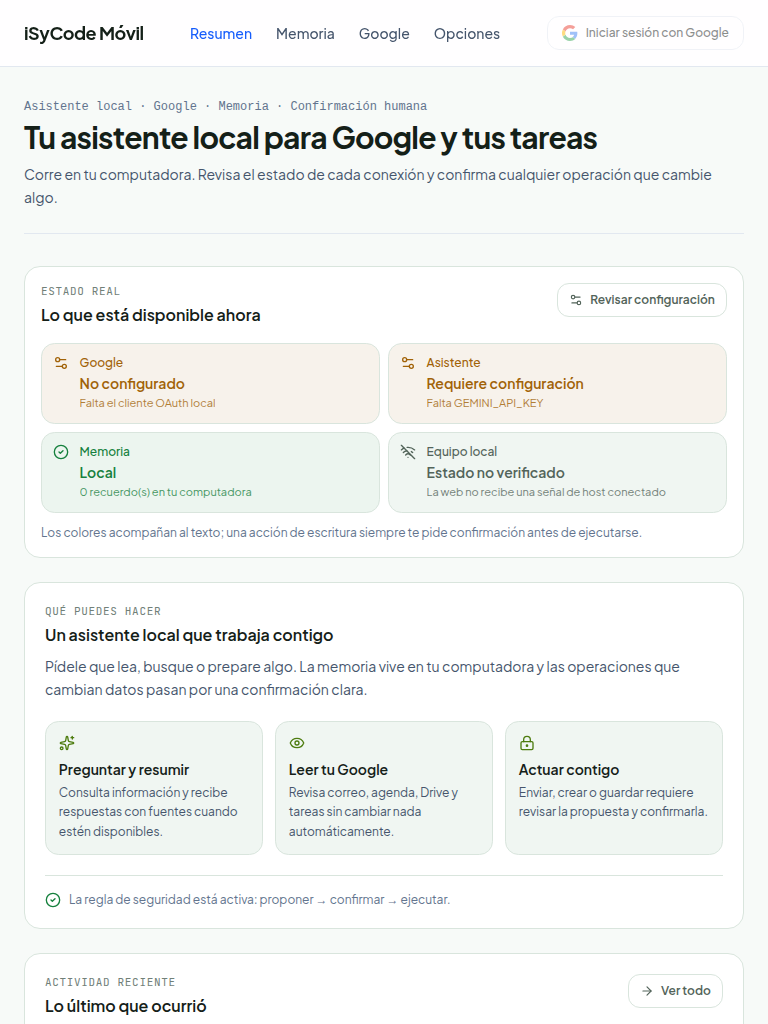 iSyCode Móvil
Resumen
Memoria
Google
Opciones
Iniciar sesión con Google
Asistente local · Google · Memoria · Confirmación humana
Tu asistente local para Google y tus tareas
Corre en tu computadora. Revisa el estado de cada conexión y confirma cualquier operación que cambie
algo.
ESTADO REAL
Lo que está disponible ahora
Revisar configuración
Google
No configurado
Falta el cliente OAuth local
Asistente
Requiere configuración
Falta GEMINI_API_KEY
Memoria
Local
0 recuerdo(s) en tu computadora
Equipo local
Estado no verificado
La web no recibe una señal de host conectado
Los colores acompañan al texto; una acción de escritura siempre te pide confirmación antes de ejecutarse.
QUÉ PUEDES HACER
Un asistente local que trabaja contigo
Pídele que lea, busque o prepare algo. La memoria vive en tu computadora y las operaciones que
cambian datos pasan por una confirmación clara.
Preguntar y resumir
Consulta información y recibe
respuestas con fuentes cuando
estén disponibles.
Leer tu Google
Revisa correo, agenda, Drive y
tareas sin cambiar nada
automáticamente.
Actuar contigo
Enviar, crear o guardar requiere
revisar la propuesta y confirmarla.
La regla de seguridad está activa: proponer → confirmar → ejecutar.
ACTIVIDAD RECIENTE
Lo último que ocurrió
Ver todo